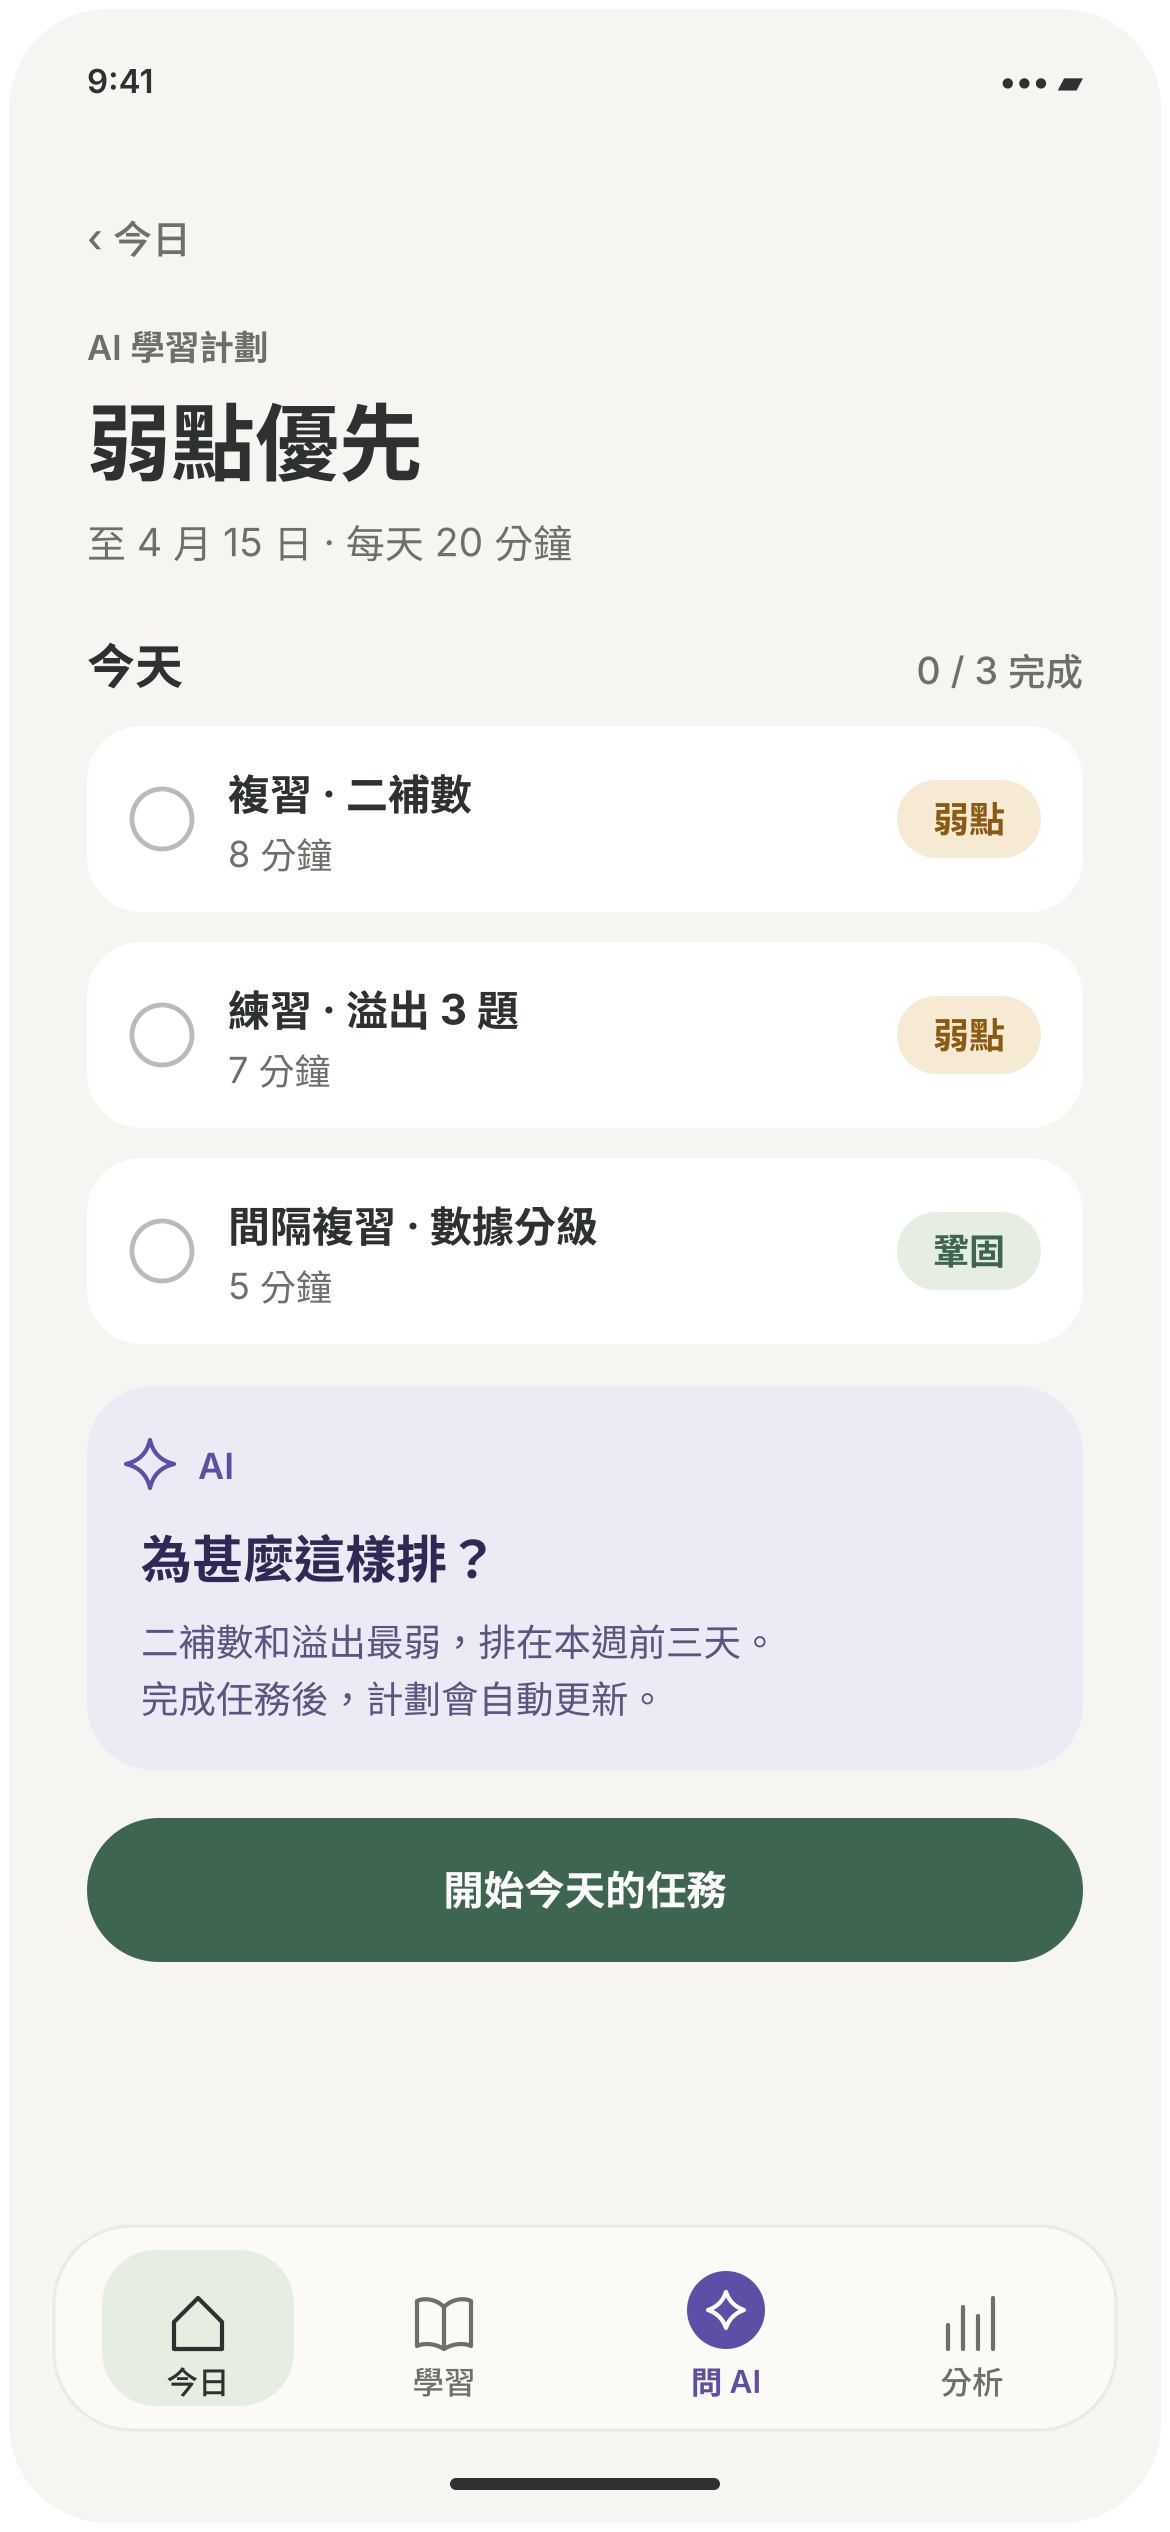 9:41
‹ 今日
AI 學習計劃
弱點優先
至 4 月 15 日 · 每天 20 分鐘
今天
0 / 3 完成
複習 · 二補數
8 分鐘
弱點
練習 · 溢出 3 題
7 分鐘
弱點
間隔複習 · 數據分級
5 分鐘
鞏固
AI
為甚麼這樣排？
二補數和溢出最弱，排在本週前三天。
完成任務後，計劃會自動更新。
開始今天的任務
今日
學習
問 AI
分析